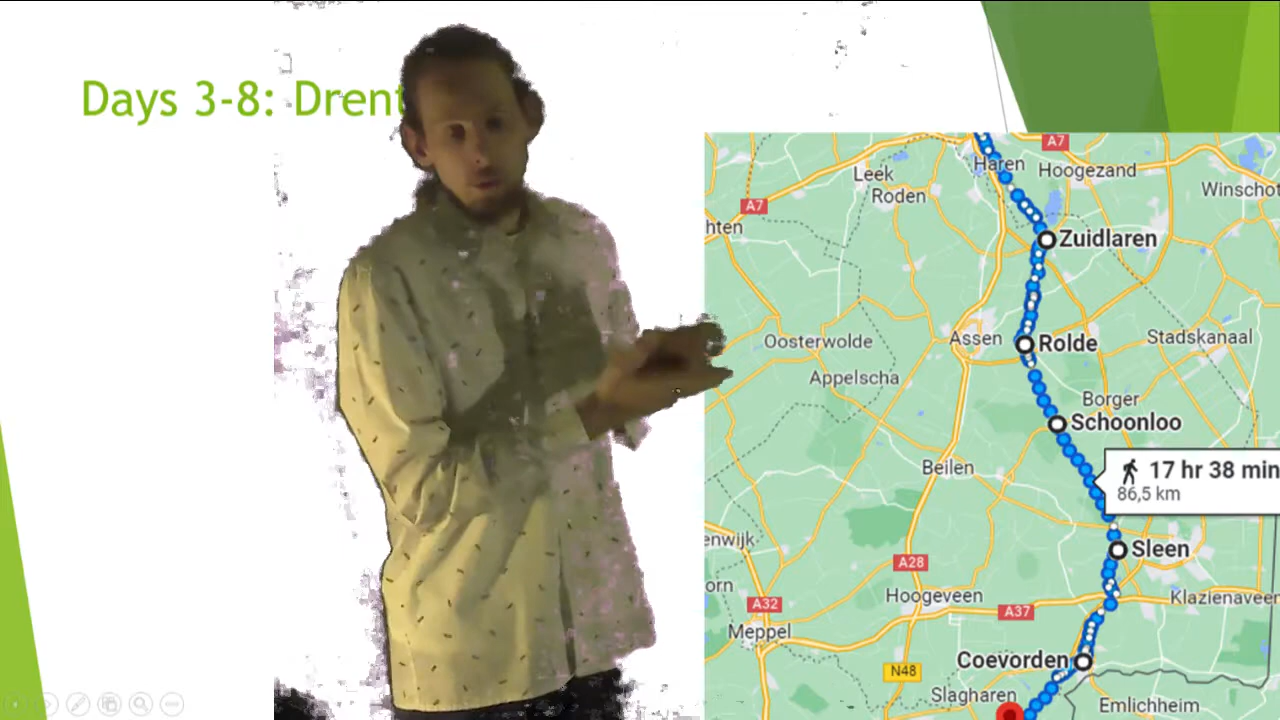 Days 3-8: Drent
A7
Haren
Hoogezand
Leek
Roden
Winschot
A7
hten
Zuidlaren
Oosterwolde
Assen
Rolde
Stadskanaal
Appelscha
Borger
Schoonloo
Beilen
17 hr 38 min
86,5 km
enwijk
Sleen
A28
orn
A32
Hoogeveen
A37
Klazienaveen
Meppel
Coevorden
N48
Slagharen
Emlichheim